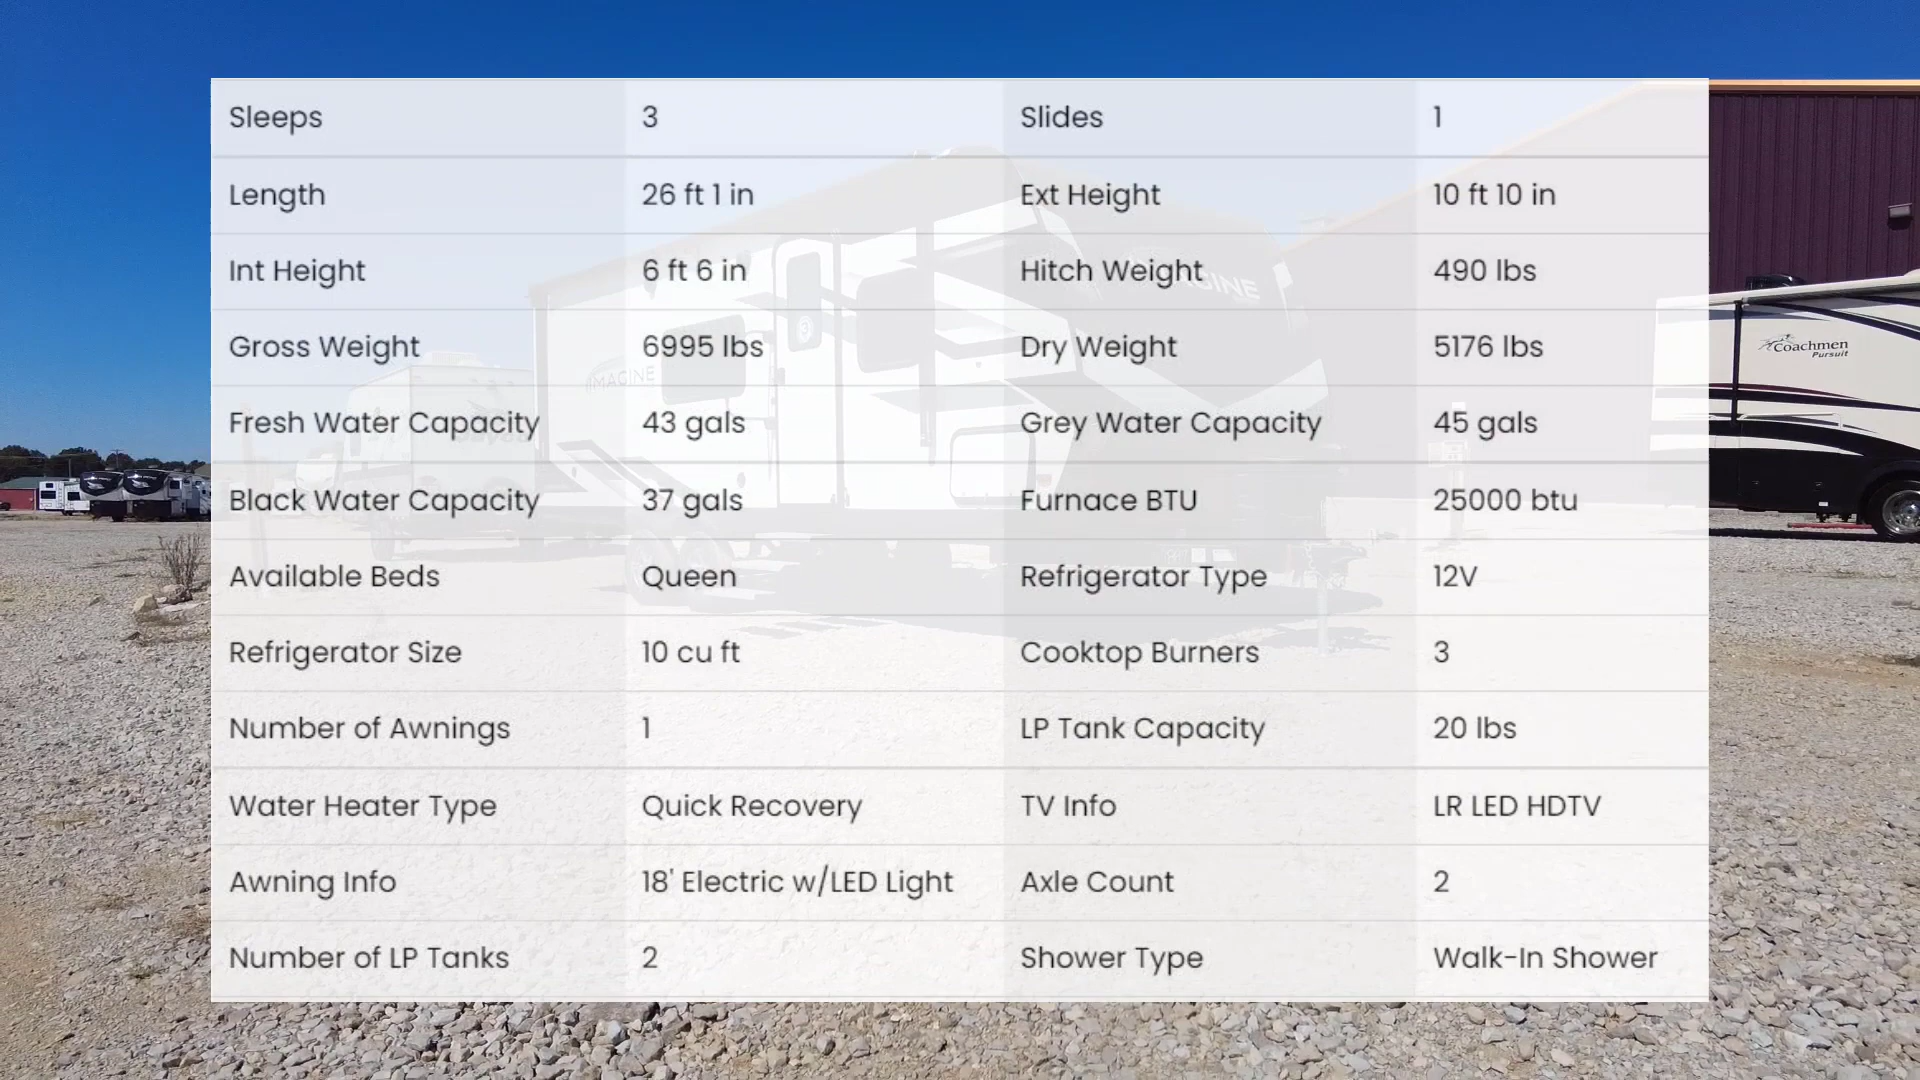 Sleeps 3 Slides 1
Length 26 ft 1 in Ext Height 10 ft 10 in
Int Height 6 ft 6 in Hitch Weight 490 lbs
Gross Weight 6995 lbs Dry Weight 5176 lbs
Fresh Water Capacity 43 gals Grey Water Capacity 45 gals
Black Water Capacity 37 gals Furnace BTU 25000 btu
Available Beds Queen Refrigerator Type 12V
Refrigerator Size 10 cu ft Cooktop Burners 3
Number of Awnings 1 LP Tank Capacity 20 lbs
Water Heater Type Quick Recovery TV Info LR LED HDTV
Awning Info 18' Electric w/LED Light Axle Count 2
Number of LP Tanks 2 Shower Type Walk-In Shower
IMAGINE
IMAGINE
Coachmen
Pursuit